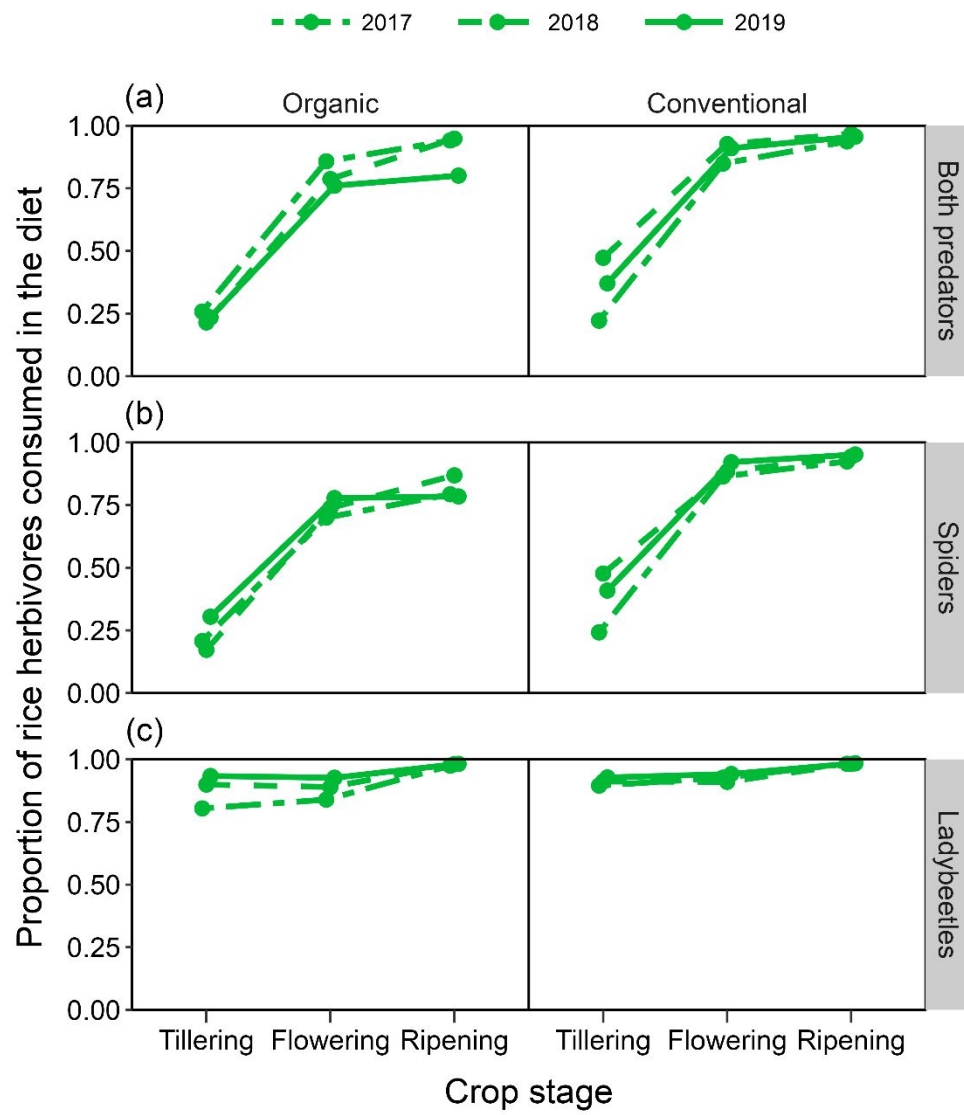 2017 2018 2019
(a)
Organic Conventional
1.00
0.75
0.50
0.25
0.00
Both predators
(b)
1.00
0.75
0.50
0.25
0.00
Spiders
(c)
1.00
0.75
0.50
0.25
0.00
Ladybeetles
Proportion of rice herbivores consumed in the diet
Tillering Flowering Ripening Tillering Flowering Ripening
Crop stage